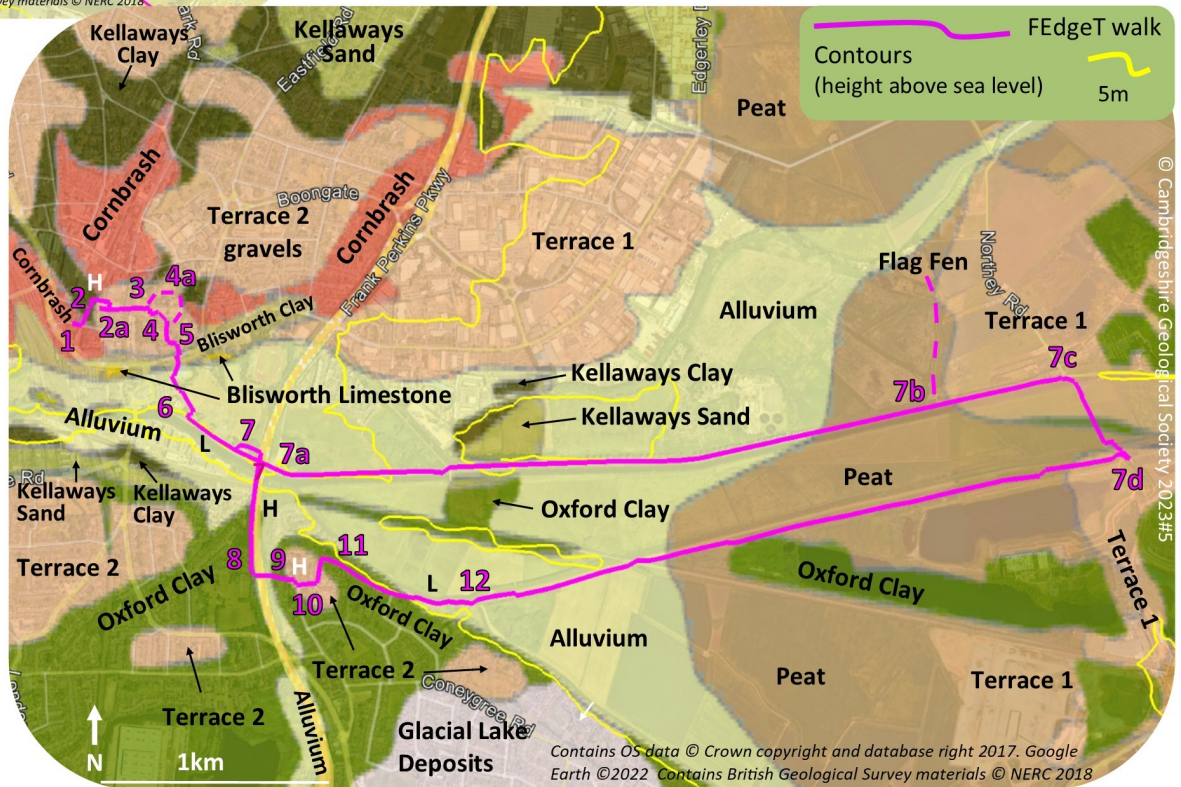 vey materials © NERC 2018
Kellaways
Clay
Kellaways
Sand
Eastfield Rd
Edgerley
FEdgeT walk
Contours
(height above sea level)
5m
Peat
Cornbrash
Boongate
Terrace 2
gravels
Cornbrash
Frank Perkins Pkwy
Terrace 1
Cornbrash
H
1
2
2a
3
4
4a
5
Blisworth Clay
Blisworth Limestone
Flag Fen
Northey Rd
Terrace 1
Alluvium
7c
7b
Kellaways Clay
Kellaways Sand
6
Alluvium
L
7
7a
Kellaways
Sand
Kellaways
Clay
H
Oxford Clay
Peat
7d
Terrace 2
8
9
H
10
11
L
12
Oxford Clay
Oxford Clay
Oxford Clay
Terrace 1
Terrace 2
Alluvium
Terrace 2
Coneygree Rd
Peat
Terrace 1
Alluvium
Glacial Lake
Deposits
N
1km
Contains OS data © Crown copyright and database right 2017. Google
Earth ©2022 Contains British Geological Survey materials © NERC 2018
© Cambridgeshire Geological Society 2023#5